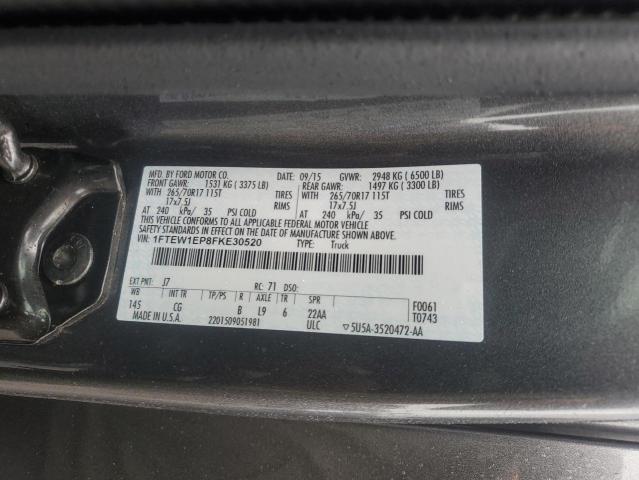 MFD. BY FORD MOTOR CO.
DATE: 09/15 GVWR: 2948 KG ( 6500 LB)
FRONT GAWR: 1531 KG ( 3375 LB) REAR GAWR: 1497 KG ( 3300 LB)
WITH 265/70R17 115T TIRES WITH 265/70R17 115T TIRES
17x7.5J RIMS 17x7.5J RIMS
AT 240 kPa/ 35 PSI COLD AT 240 kPa/ 35 PSI COLD
THIS VEHICLE CONFORMS TO ALL APPLICABLE FEDERAL MOTOR VEHICLE
SAFETY STANDARDS IN EFFECT ON THE DATE OF MANUFACTURE SHOWN ABOVE.
VIN: 1FTEW1EP8FKE30520 TYPE: Truck
EXT PNT: J7 RC: 71 DSO:
WB INT TR TP/PS R AXLE TR SPR
145 CG B L9 6 22AA
F0061
T0743
MADE IN U.S.A. 2201509051981 ULC ▽5U5A-3520472-AA